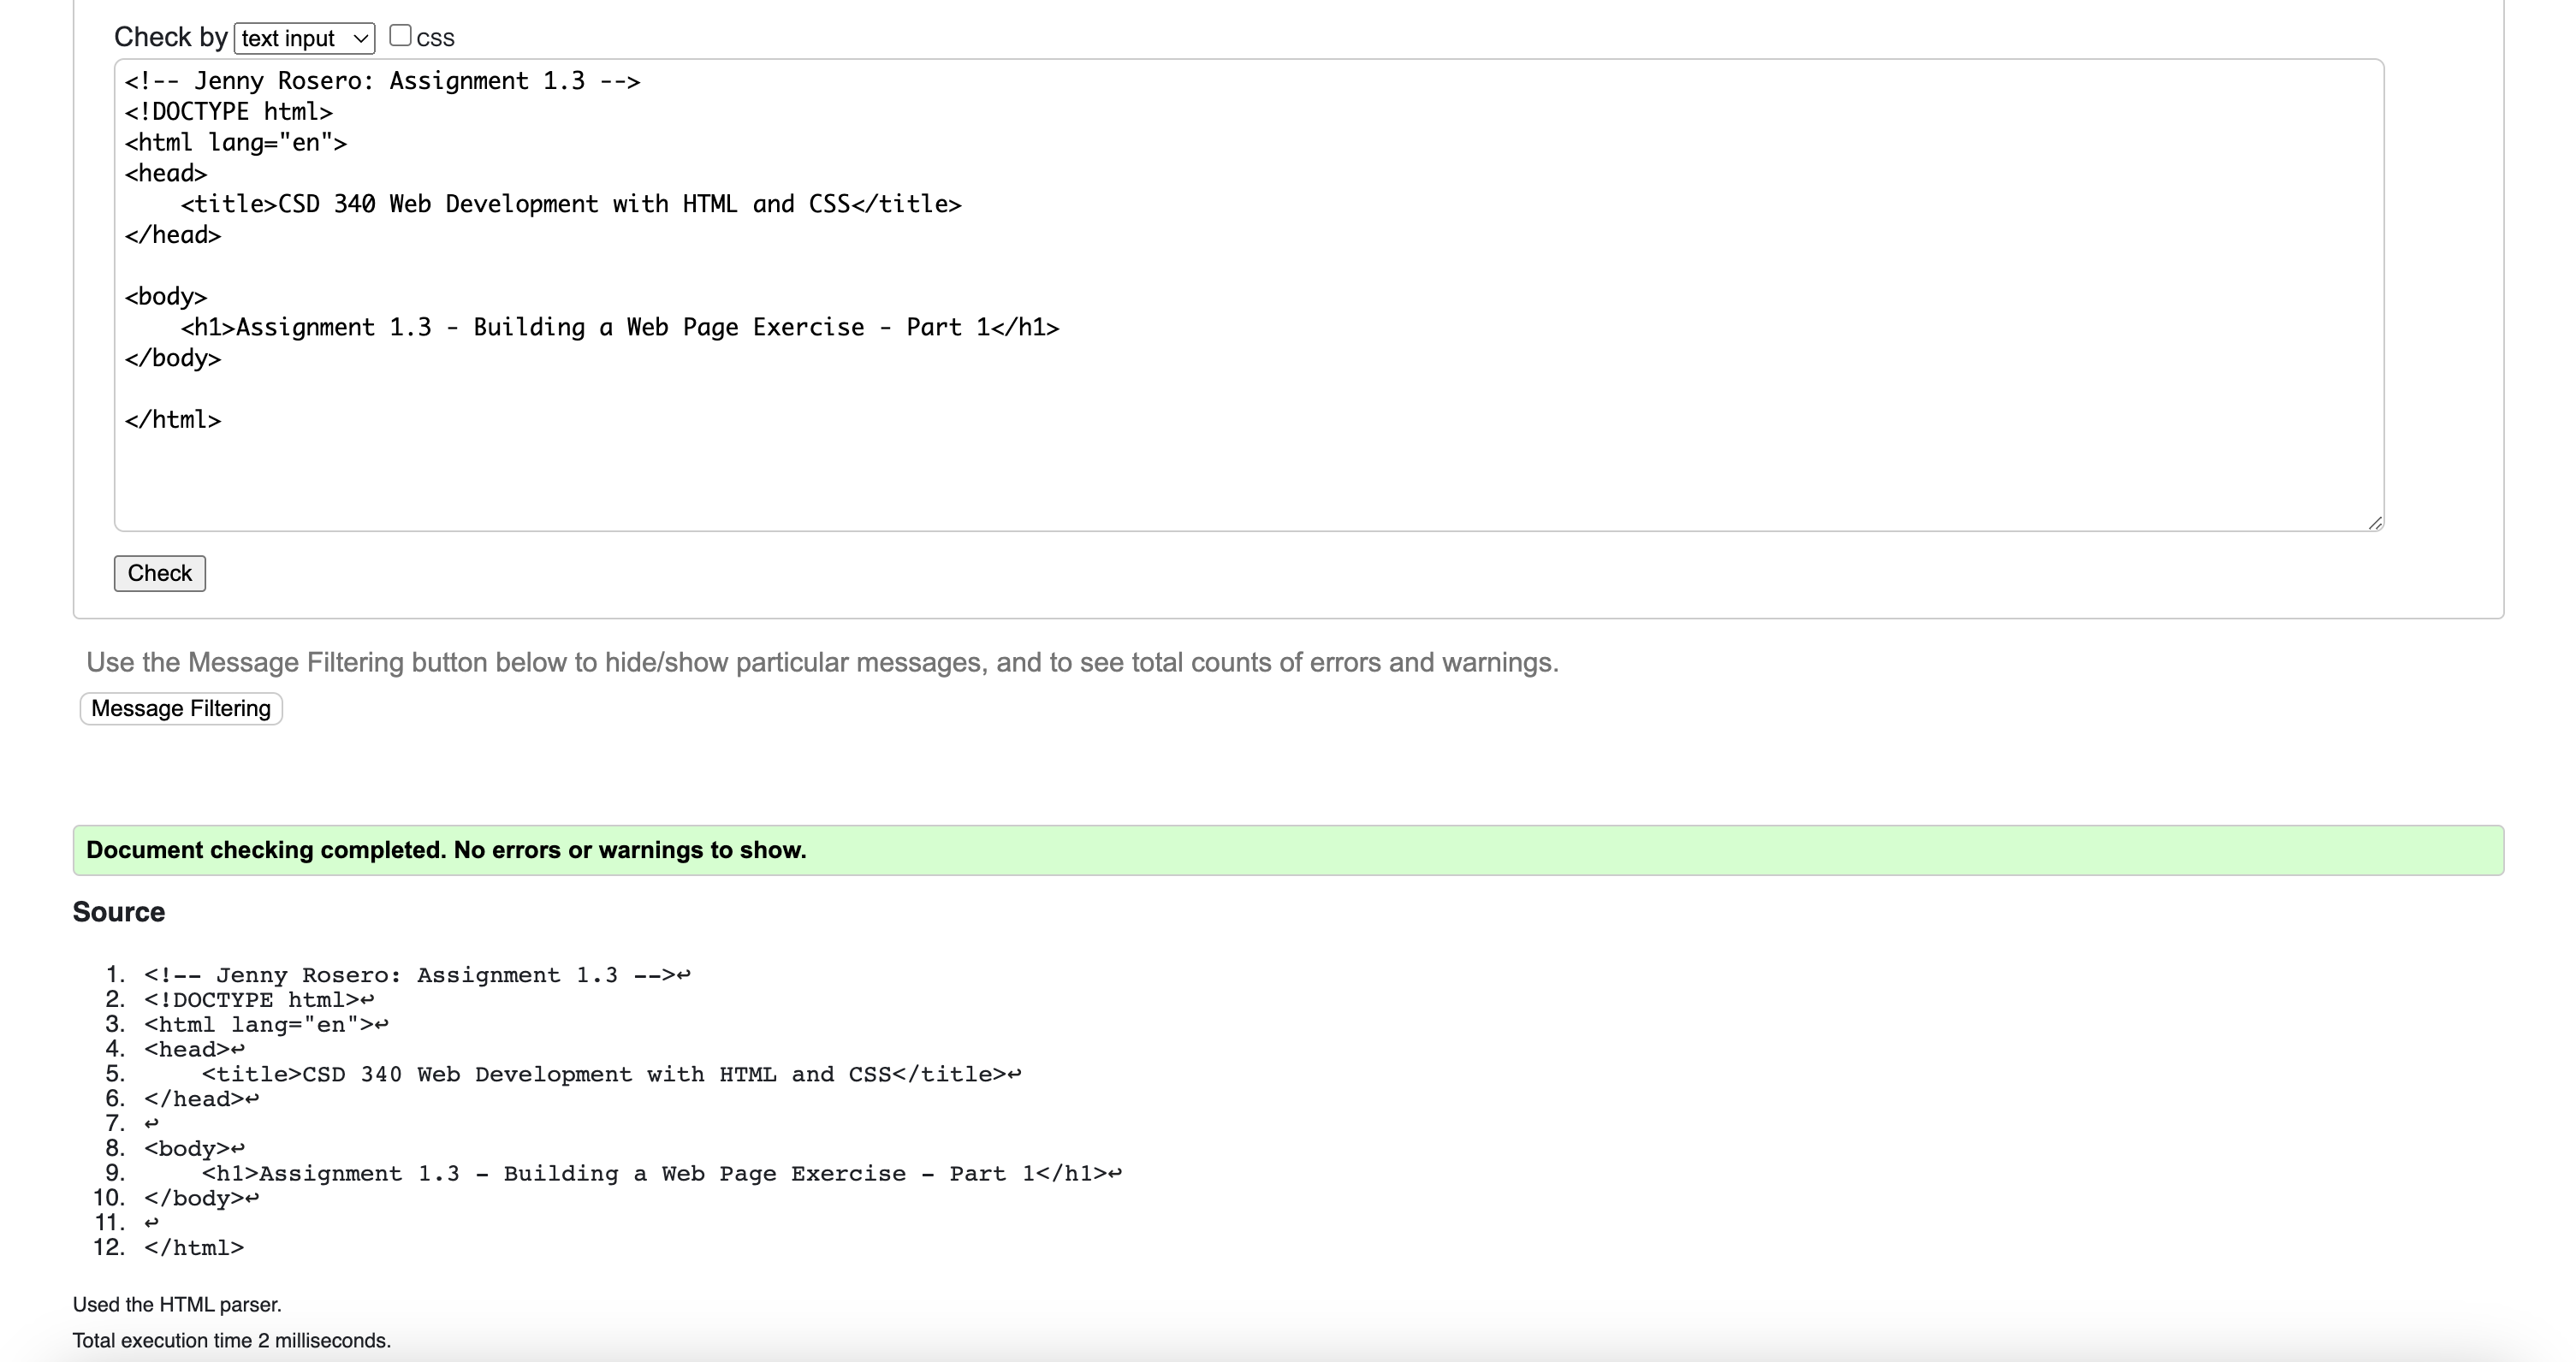 Check by text input CSS
<!-- Jenny Rosero: Assignment 1.3 -->
<!DOCTYPE html>
<html lang="en">
<head>
    <title>CSD 340 Web Development with HTML and CSS</title>
</head>

<body>
    <h1>Assignment 1.3 - Building a Web Page Exercise - Part 1</h1>
</body>

</html>
Check
Use the Message Filtering button below to hide/show particular messages, and to see total counts of errors and warnings.
Message Filtering
Document checking completed. No errors or warnings to show.
Source
1. <!-- Jenny Rosero: Assignment 1.3 -->↩
2. <!DOCTYPE html>↩
3. <html lang="en">↩
4. <head>↩
5.     <title>CSD 340 Web Development with HTML and CSS</title>↩
6. </head>↩
7. ↩
8. <body>↩
9.     <h1>Assignment 1.3 - Building a Web Page Exercise - Part 1</h1>↩
10. </body>↩
11. ↩
12. </html>
Used the HTML parser.
Total execution time 2 milliseconds.